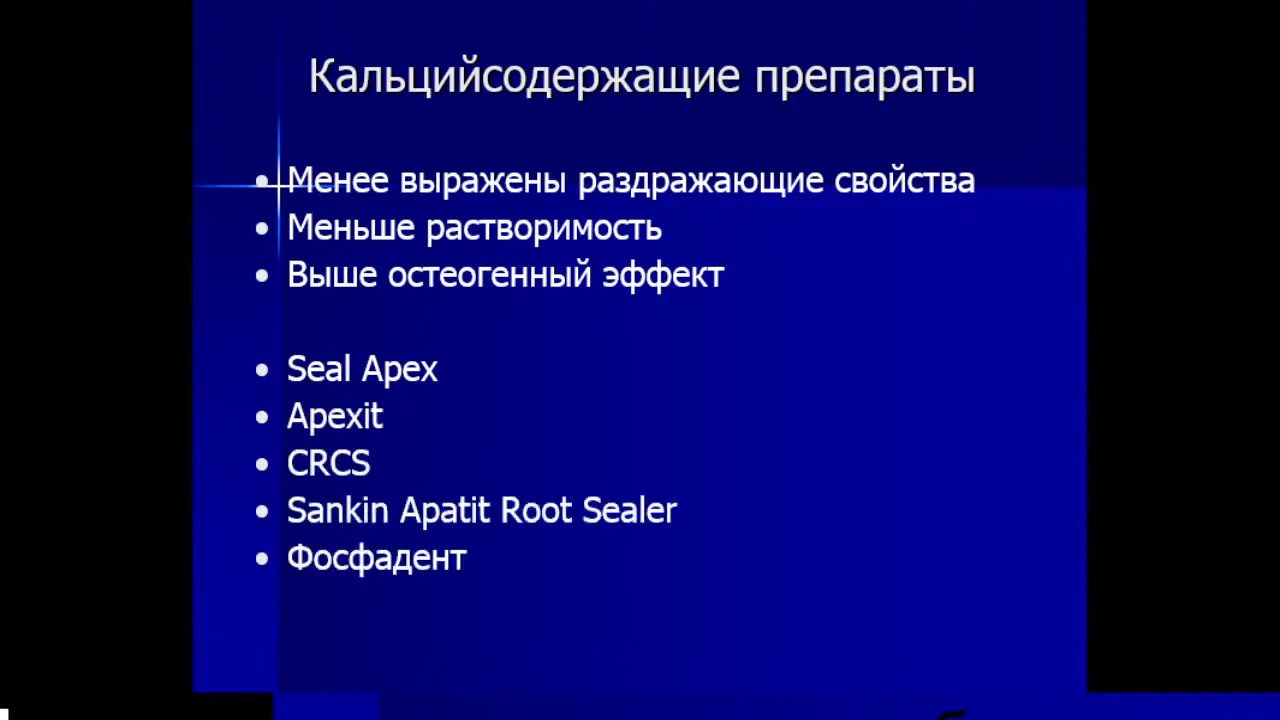 Кальцийсодержащие препараты
• Менее выражены раздражающие свойства
• Меньше растворимость
• Выше остеогенный эффект
• Seal Apex
• Apexit
• CRCS
• Sankin Apatit Root Sealer
• Фосфадент